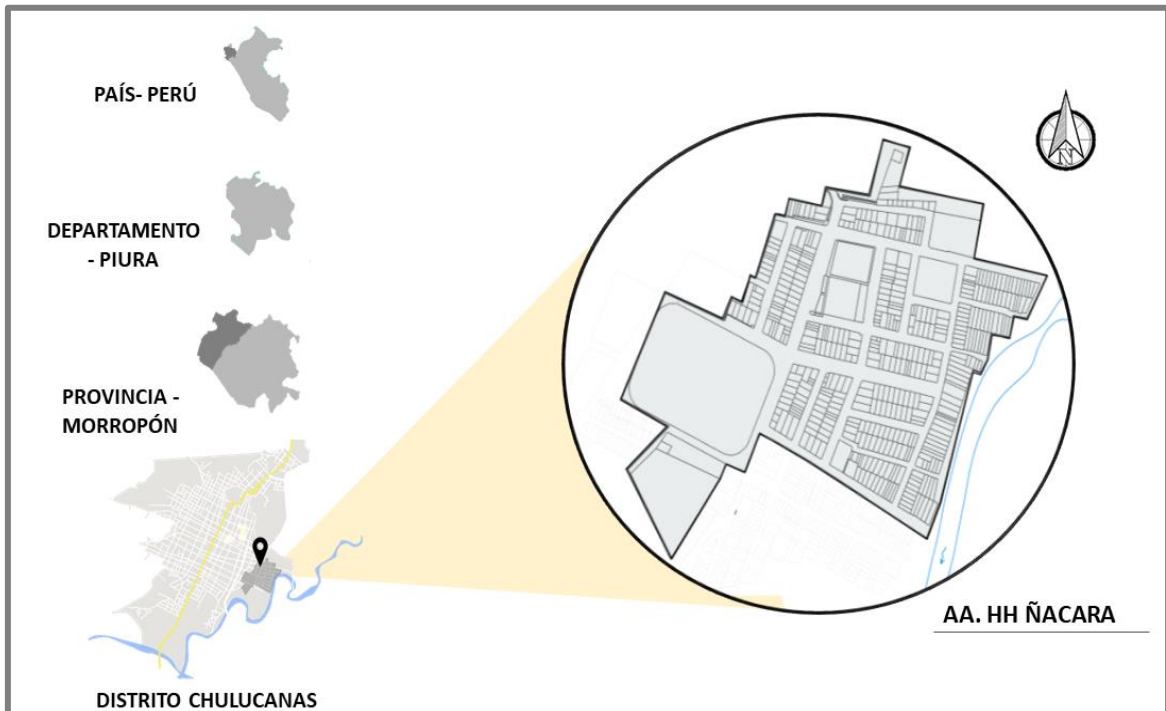 PAÍS- PERÚ
DEPARTAMENTO
- PIURA
PROVINCIA -
MORROPÓN
DISTRITO CHULUCANAS
N
AA. HH ÑACARA